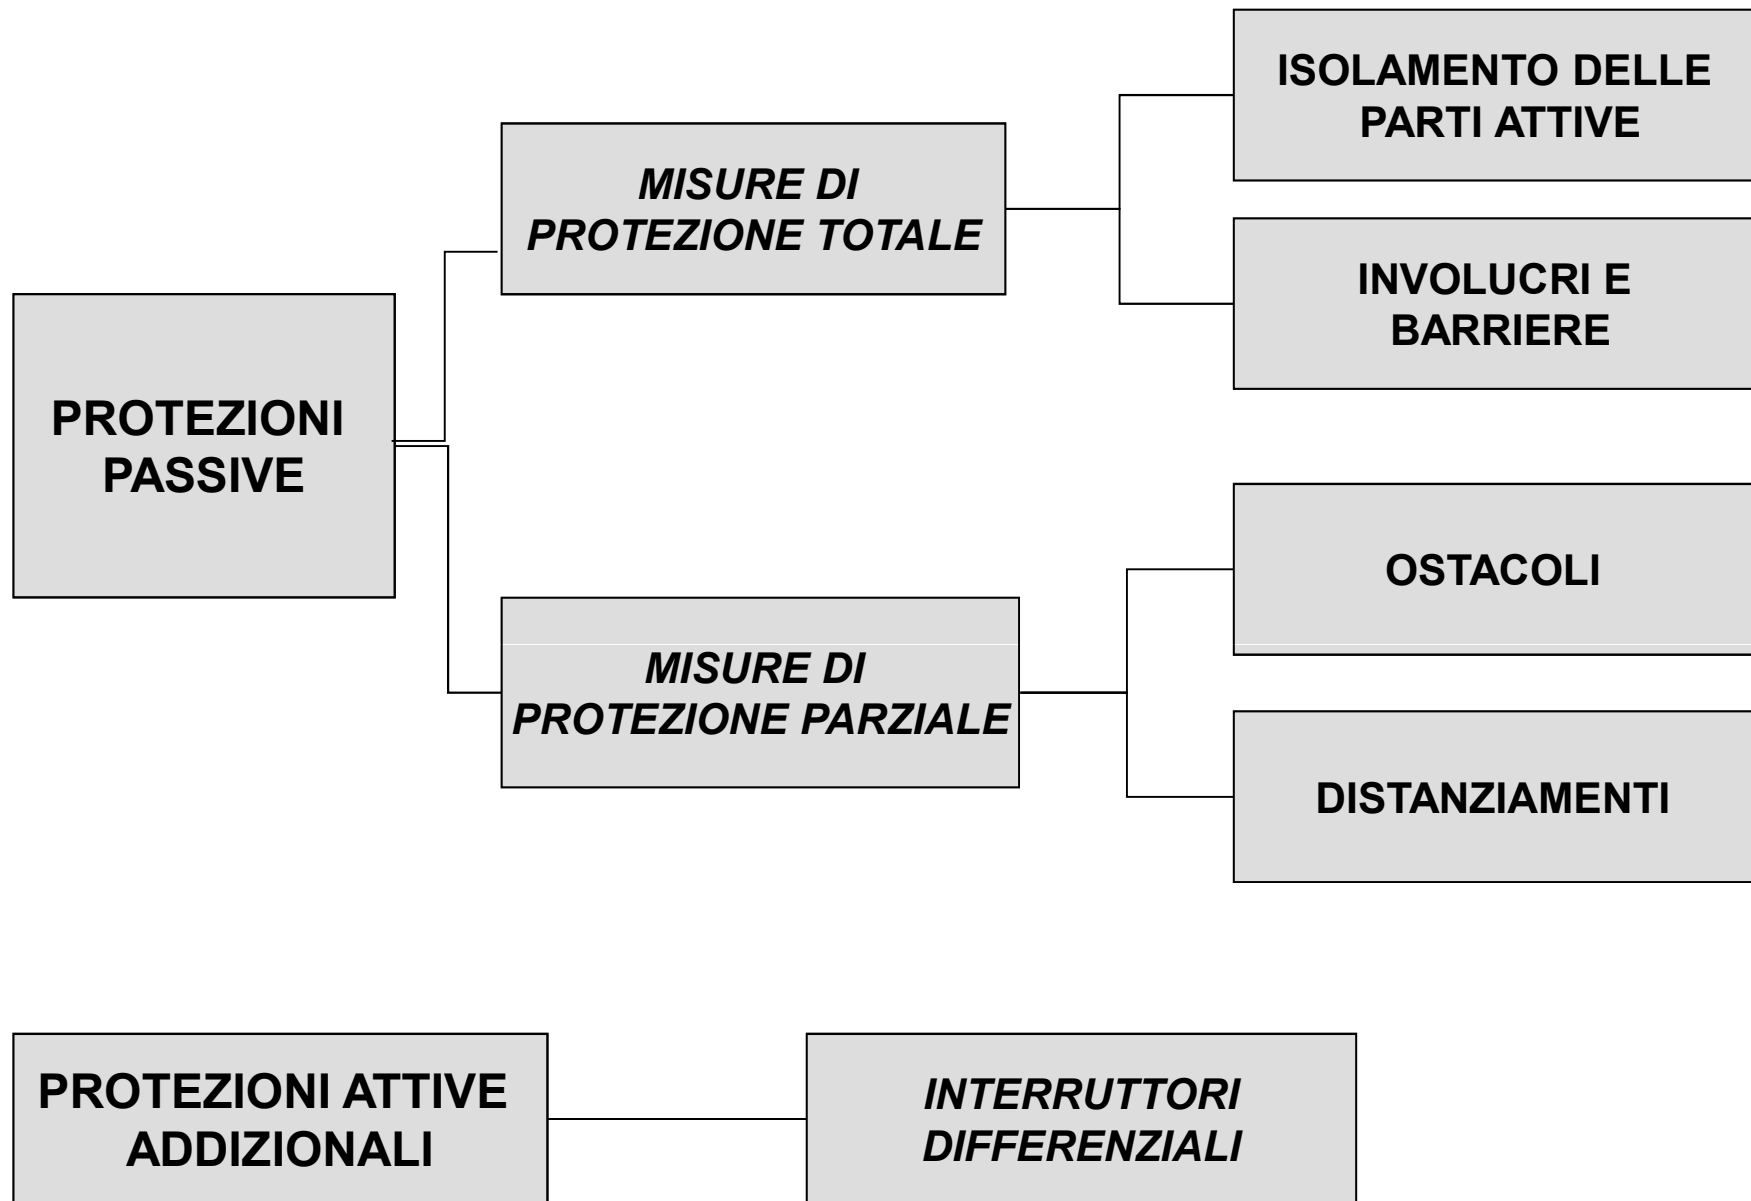 PROTEZIONI
PASSIVE
MISURE DI
PROTEZIONE TOTALE
ISOLAMENTO DELLE
PARTI ATTIVE
INVOLUCRI E
BARRIERE
MISURE DI
PROTEZIONE PARZIALE
OSTACOLI
DISTANZIAMENTI
PROTEZIONI ATTIVE
ADDIZIONALI
INTERRUTTORI
DIFFERENZIALI